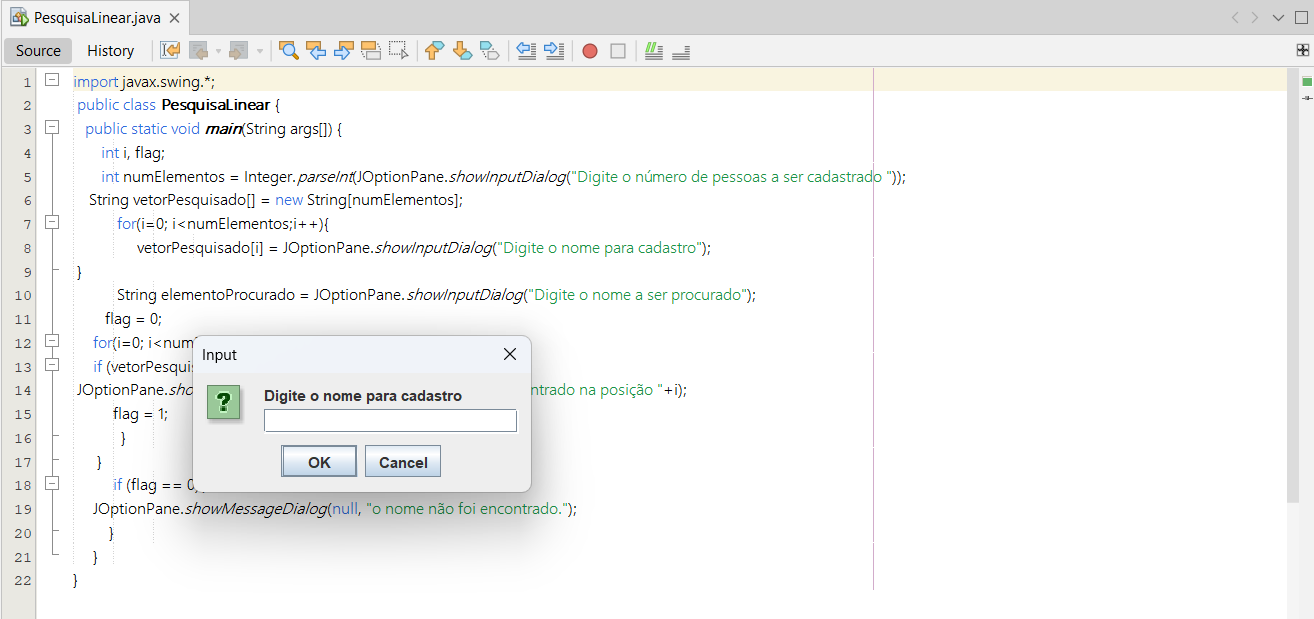 PesquisaLinear.java
Source History
1 import javax.swing.*;
2 public class PesquisaLinear {
3 public static void main(String args[]) {
4 int i, flag;
5 int numElementos = Integer.parseInt(JOptionPane.showInputDialog("Digite o número de pessoas a ser cadastrado "));
6 String vetorPesquisado[] = new String[numElementos];
7 for(i=0; i<numElementos;i++){
8 vetorPesquisado[i] = JOptionPane.showInputDialog("Digite o nome para cadastro");
9 }
10 String elementoProcurado = JOptionPane.showInputDialog("Digite o nome a ser procurado");
11 flag = 0;
12 for(i=0; i<num
13 if (vetorPesqui
14 JOptionPane.sho ntrado na posição "+i);
15 flag = 1;
16 }
17 }
18 if (flag == 0
19 JOptionPane.showMessageDialog(null, "o nome não foi encontrado.");
20 }
21 }
22 }
Input
Digite o nome para cadastro
OK Cancel